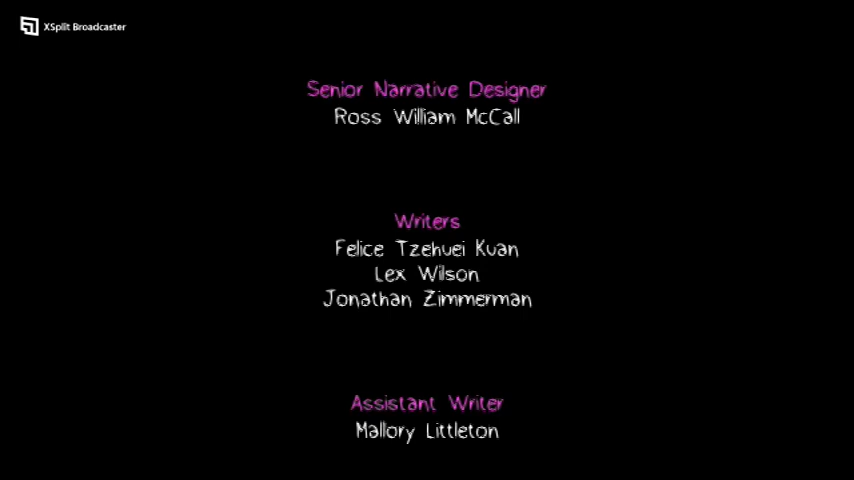 XSplit Broadcaster
Senior Narrative Designer
Ross William McCall
Writers
Felice Tzehuei Kuan
Lex Wilson
Jonathan Zimmerman
Assistant Writer
Mallory Littleton